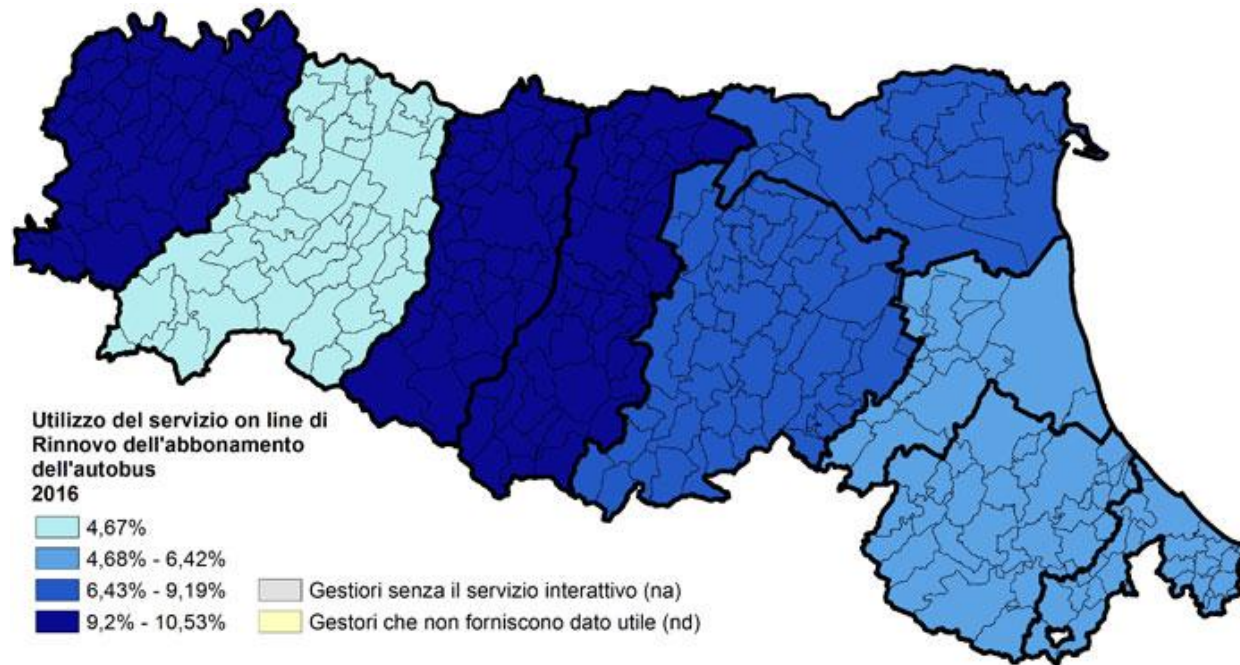 Utilizzo del servizio on line di
Rinnovo dell'abbonamento
dell'autobus
2016
4,67%
4,68% - 6,42%
6,43% - 9,19%
9,2% - 10,53%
Gestiori senza il servizio interattivo (na)
Gestori che non forniscono dato utile (nd)